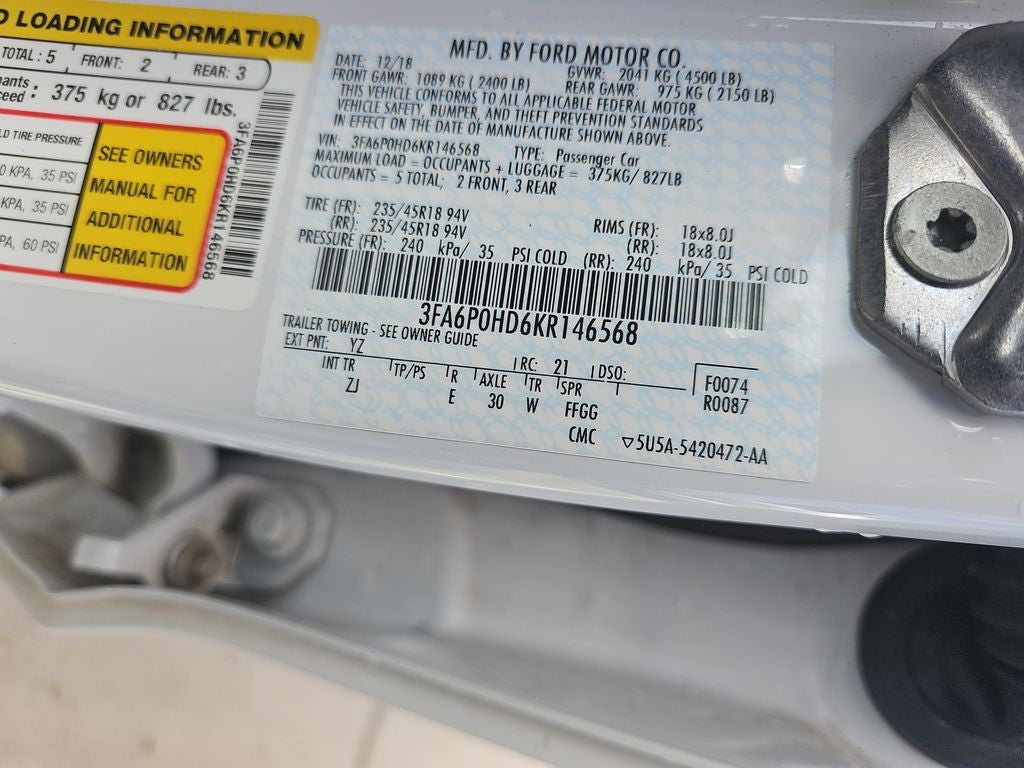 LOADING INFORMATION
TOTAL: 5 FRONT: 2 REAR: 3
375 kg or 827 lbs.
TIRE PRESSURE
KPA, 35 PSI
KPA, 35 PSI
60 PSI
SEE OWNERS
MANUAL FOR
ADDITIONAL
INFORMATION
3FA6P0HD6KR146568
MFD. BY FORD MOTOR CO.
DATE: 12/18 GVWR: 2041 KG ( 4500 LB)
FRONT GAWR: 1089 KG ( 2400 LB) REAR GAWR: 975 KG ( 2150 LB)
THIS VEHICLE CONFORMS TO ALL APPLICABLE FEDERAL MOTOR
VEHICLE SAFETY, BUMPER, AND THEFT PREVENTION STANDARDS
IN EFFECT ON THE DATE OF MANUFACTURE SHOWN ABOVE.
VIN: 3FA6P0HD6KR146568 TYPE: Passenger Car
MAXIMUM LOAD = OCCUPANTS + LUGGAGE = 375KG/ 827LB
OCCUPANTS = 5 TOTAL; 2 FRONT, 3 REAR
TIRE (FR): 235/45R18 94V RIMS (FR): 18x8.0J
(RR): 235/45R18 94V (RR): 18x8.0J
PRESSURE (FR): 240 kPa/ 35 PSI COLD (RR): 240 kPa/ 35 PSI COLD
3FA6P0HD6KR146568
TRAILER TOWING - SEE OWNER GUIDE
EXT PNT: YZ RC: 21 DSO: F0074
INT TR TP/PS R AXLE TR SPR R0087
ZJ E 30 W FFGG
CMC ▽5U5A-5420472-AA